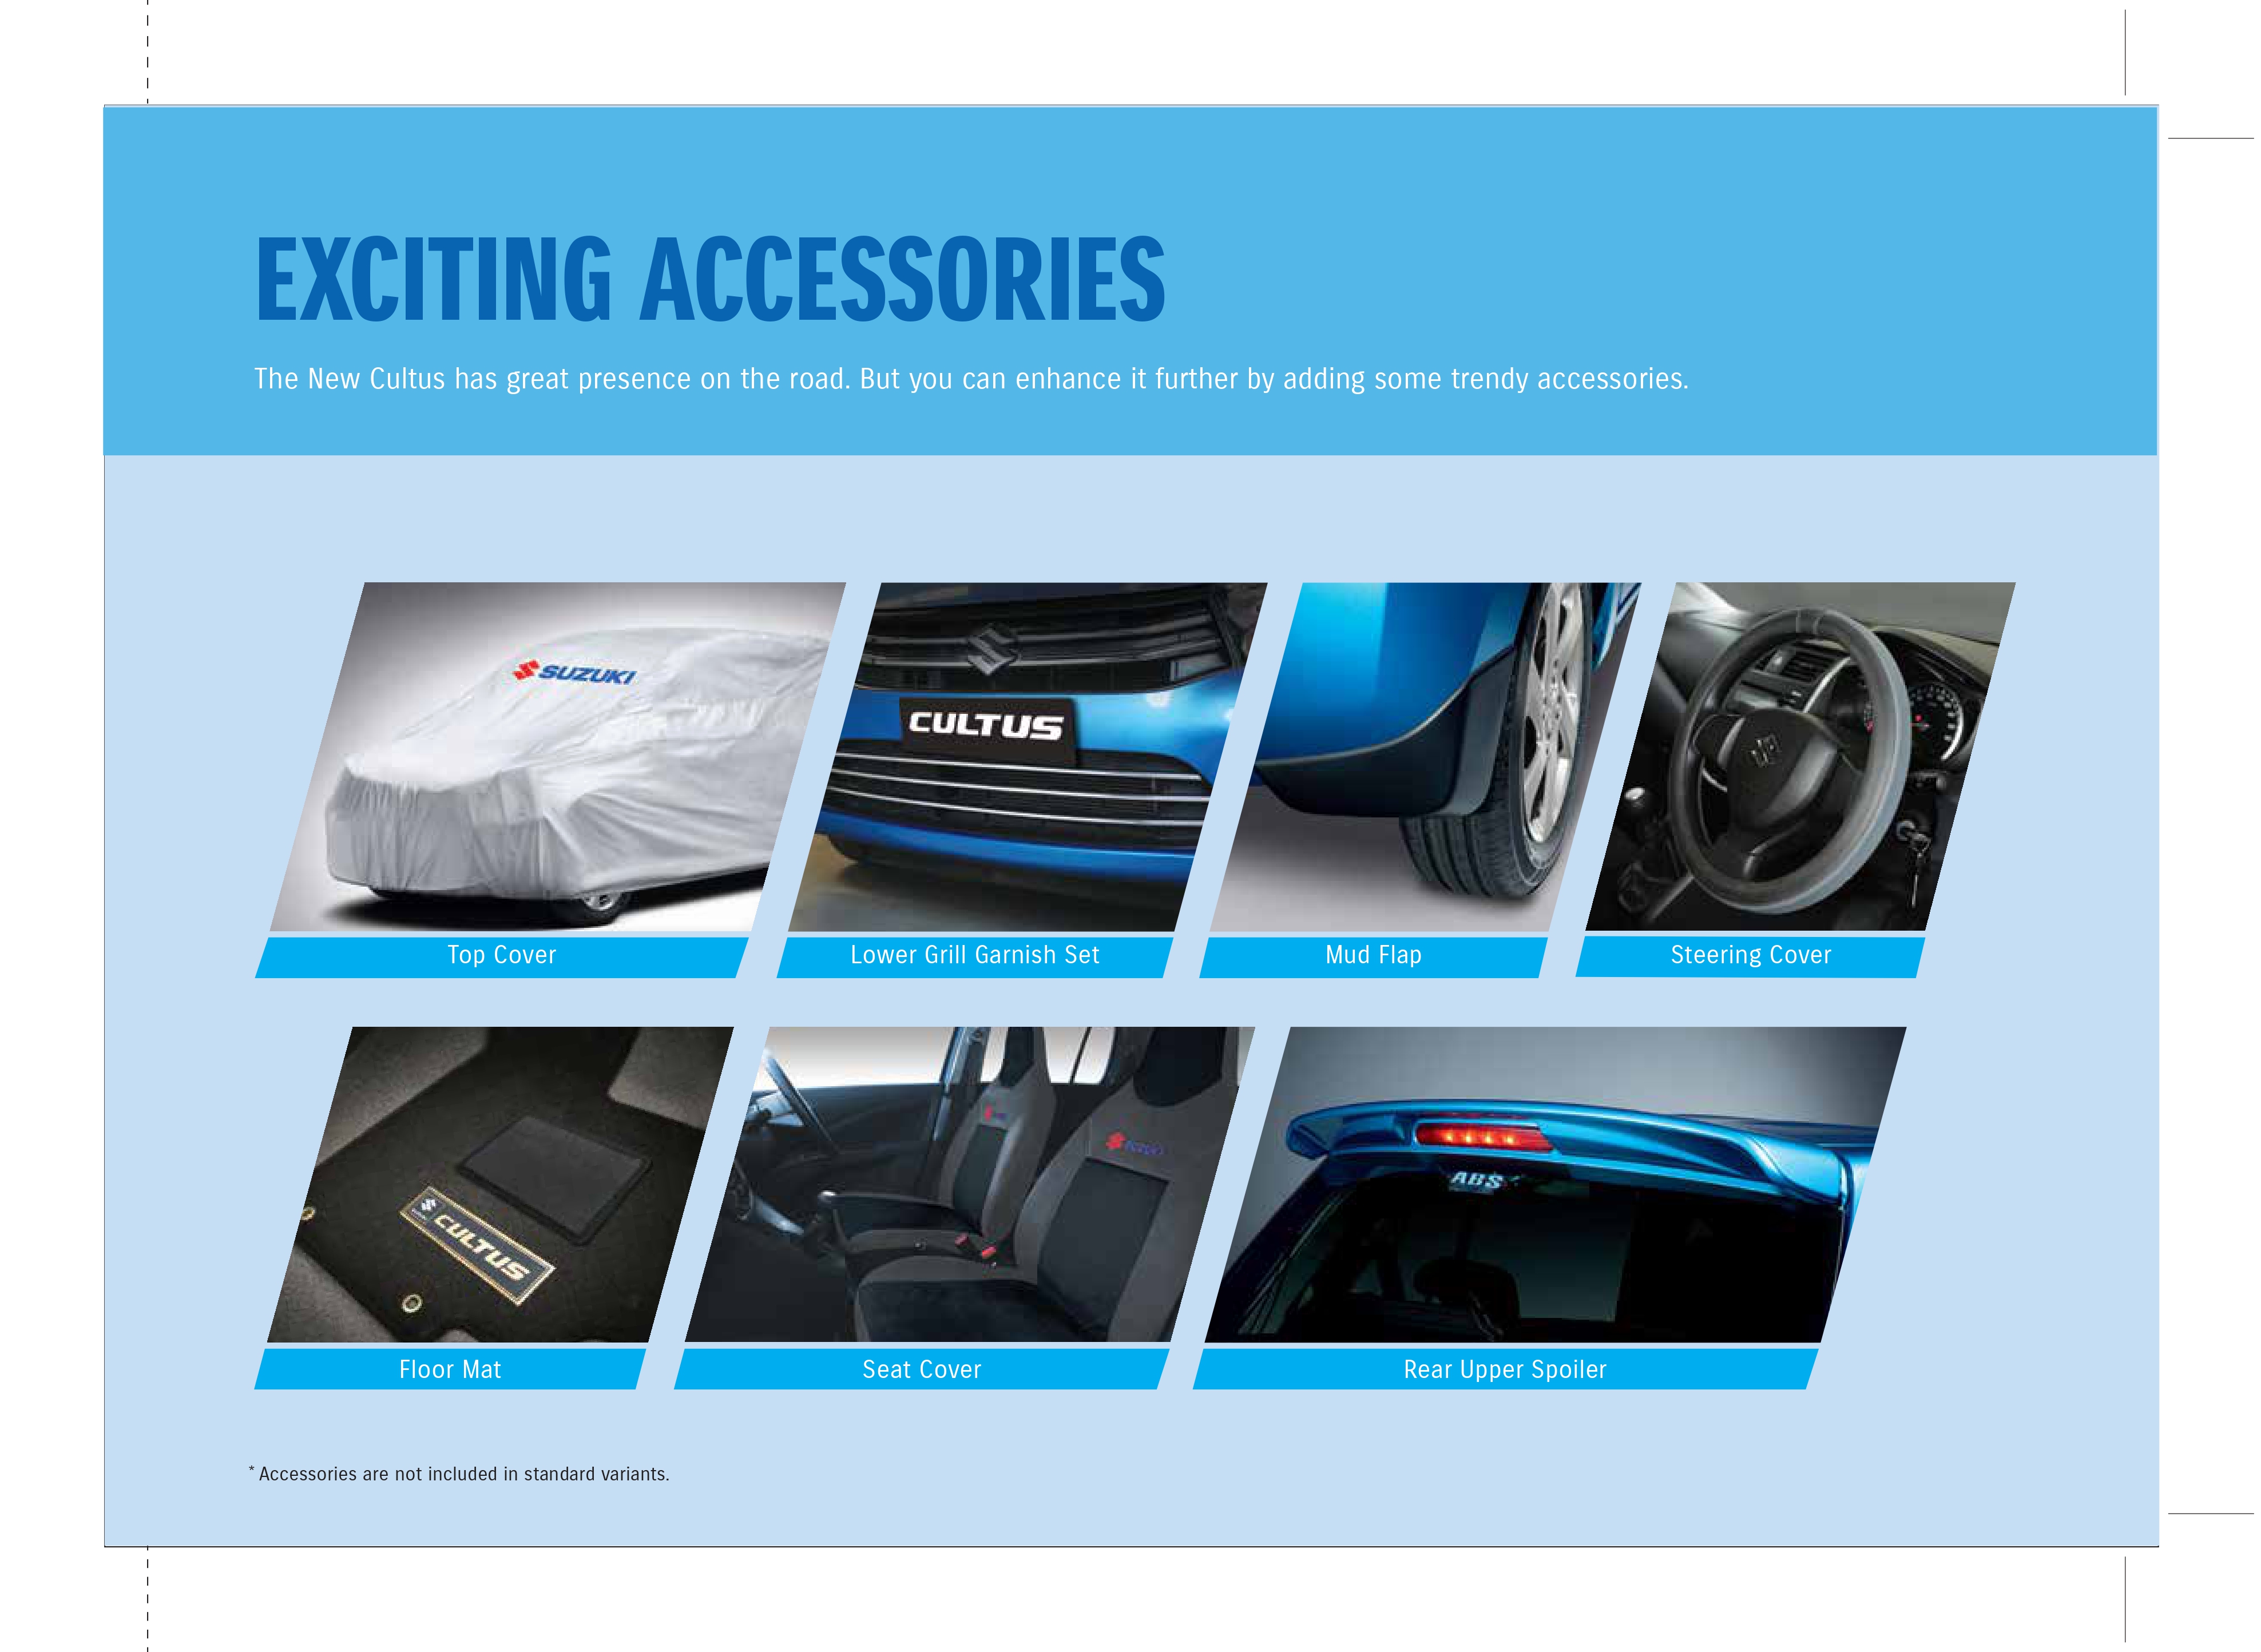 EXCITING ACCESSORIES
The New Cultus has great presence on the road. But you can enhance it further by adding some trendy accessories.
SUZUKI
CULTUS
Top Cover
Lower Grill Garnish Set
Mud Flap
Steering Cover
CULTUS
SUZUKI
ABS
Floor Mat
Seat Cover
Rear Upper Spoiler
* Accessories are not included in standard variants.